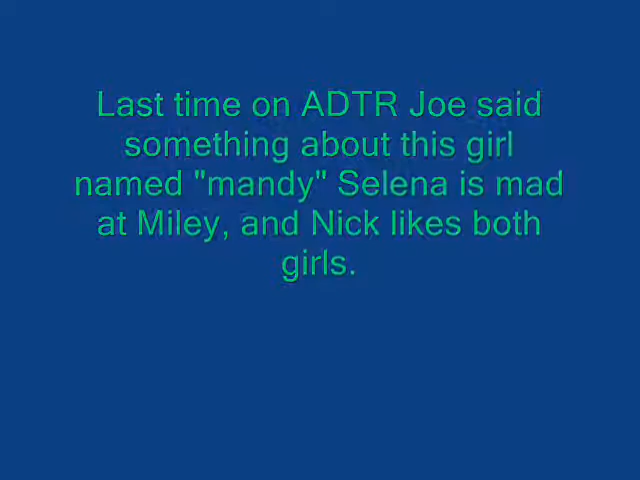 Last time on ADTR Joe said
something about this girl
named "mandy" Selena is mad
at Miley, and Nick likes both
girls.